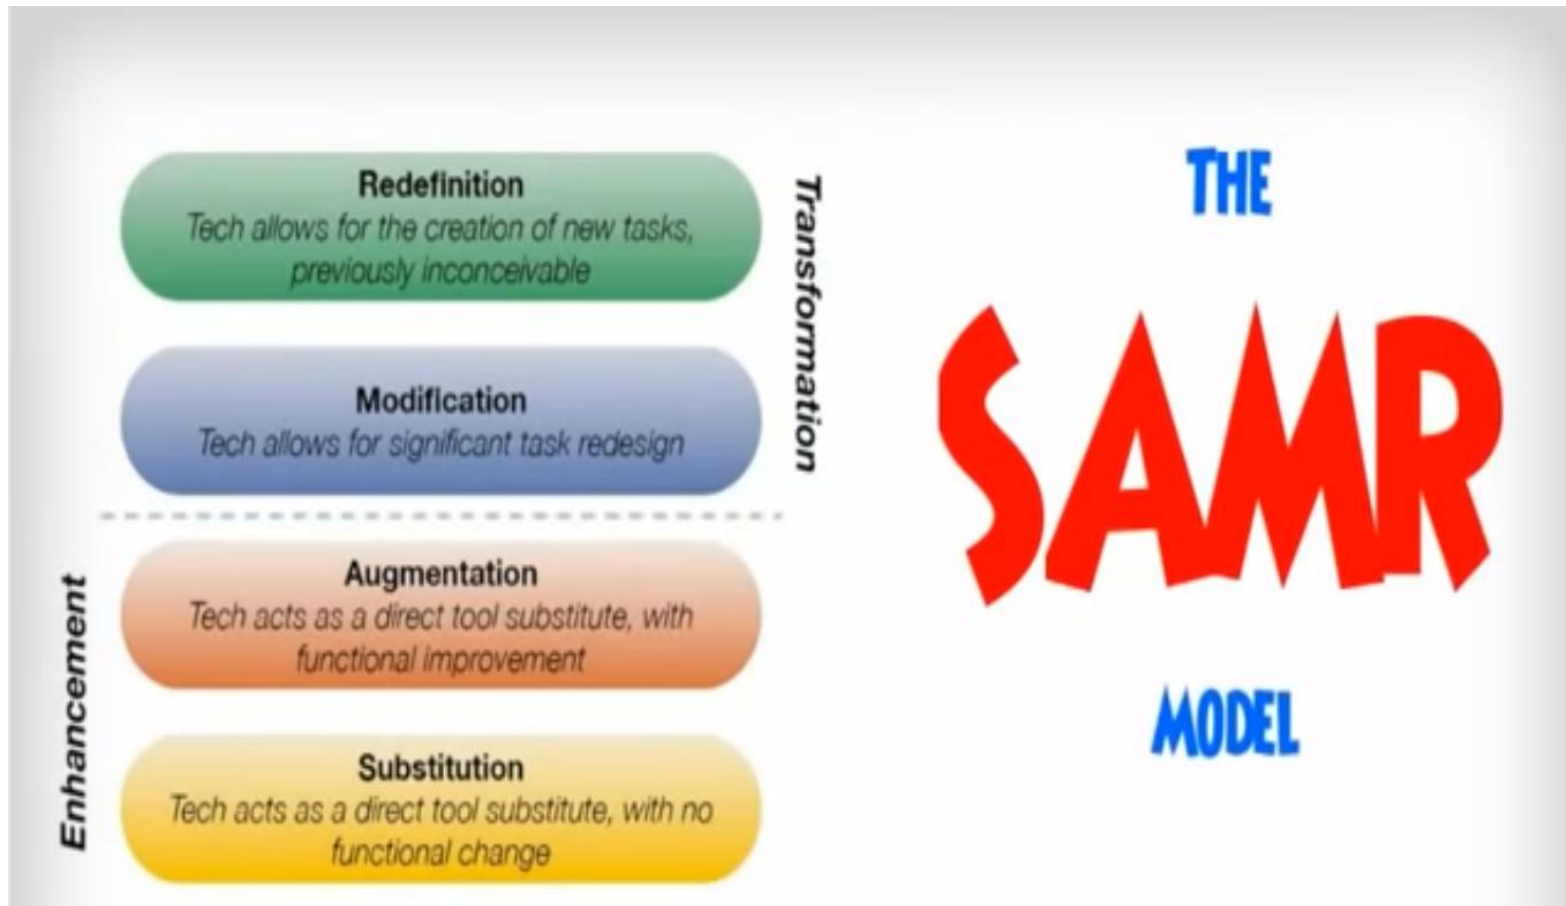 Redefinition
Tech allows for the creation of new tasks,
previously inconceivable
Modification
Tech allows for significant task redesign
Transformation
Augmentation
Tech acts as a direct tool substitute, with
functional improvement
Substitution
Tech acts as a direct tool substitute, with no
functional change
Enhancement
THE
SAMR
MODEL